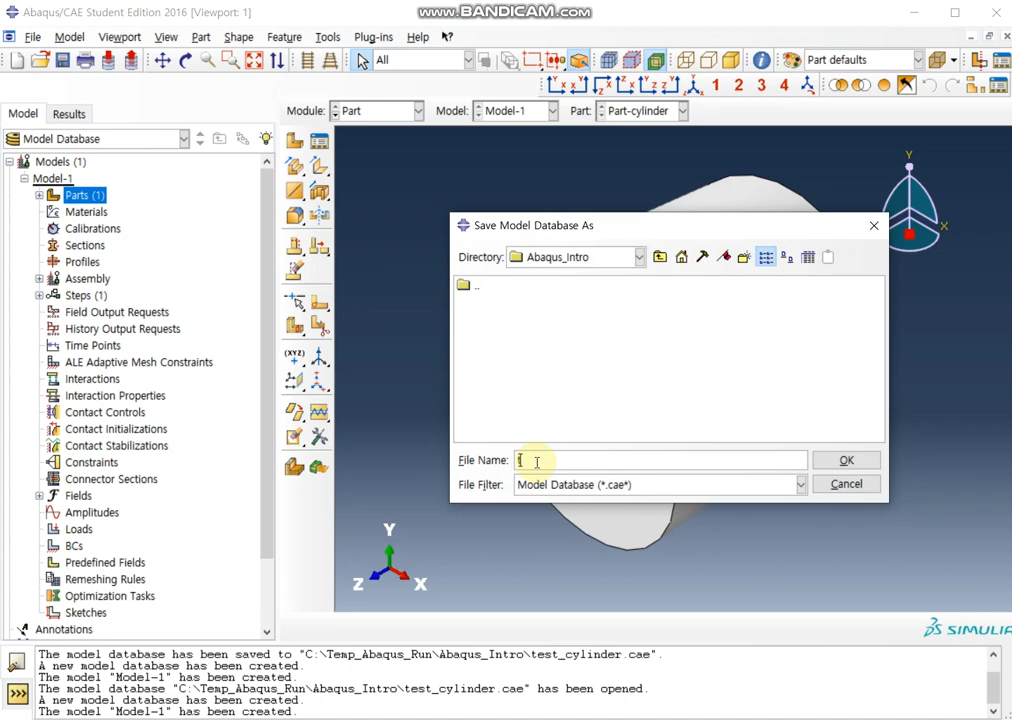 Abaqus/CAE Student Edition 2016 [Viewport: 1]
www.BANDICAM.com
File Model Viewport View Part Shape Feature Tools Plug-ins Help
All
Part defaults
1 2 3 4
Model Results
Module: Part Model: Model-1 Part: Part-cylinder
Model Database
Models (1)
Model-1
Parts (1)
Materials
Calibrations
Sections
Profiles
Assembly
Steps (1)
Field Output Requests
History Output Requests
Time Points
ALE Adaptive Mesh Constraints
Interactions
Interaction Properties
Contact Controls
Contact Initializations
Contact Stabilizations
Constraints
Connector Sections
Fields
Amplitudes
Loads
BCs
Predefined Fields
Remeshing Rules
Optimization Tasks
Sketches
Annotations
(XYZ)
Y
X
Save Model Database As
Directory: Abaqus_Intro
..
File Name:
OK
File Filter: Model Database (*.cae*)
Cancel
Y
Z X
SIMULIA
The model database has been saved to "C:\Temp_Abaqus_Run\Abaqus_Intro\test_cylinder.cae".
A new model database has been created.
The model "Model-1" has been created.
The model database "C:\Temp_Abaqus_Run\Abaqus_Intro\test_cylinder.cae" has been opened.
A new model database has been created.
The model "Model-1" has been created.
>>>